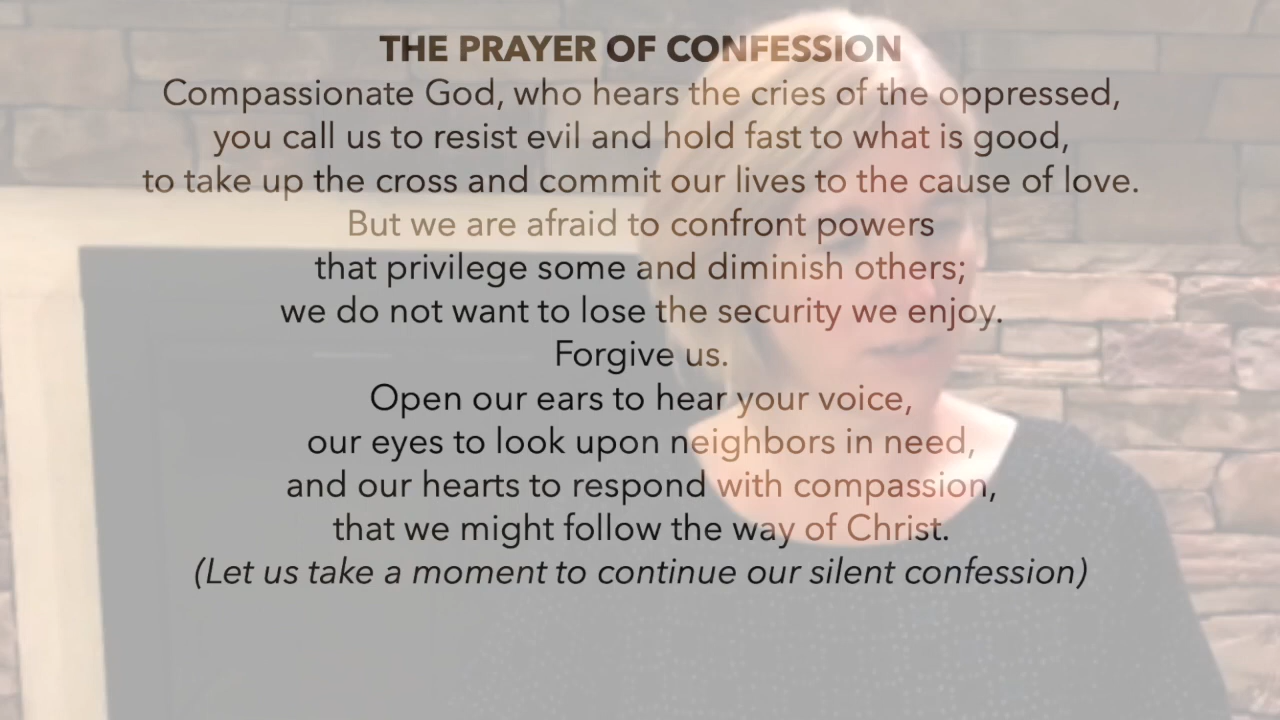 THE PRAYER OF CONFESSION
Compassionate God, who hears the cries of the oppressed,
you call us to resist evil and hold fast to what is good,
to take up the cross and commit our lives to the cause of love.
But we are afraid to confront powers
that privilege some and diminish others;
we do not want to lose the security we enjoy.
Forgive us.
Open our ears to hear your voice,
our eyes to look upon neighbors in need,
and our hearts to respond with compassion,
that we might follow the way of Christ.
(Let us take a moment to continue our silent confession)